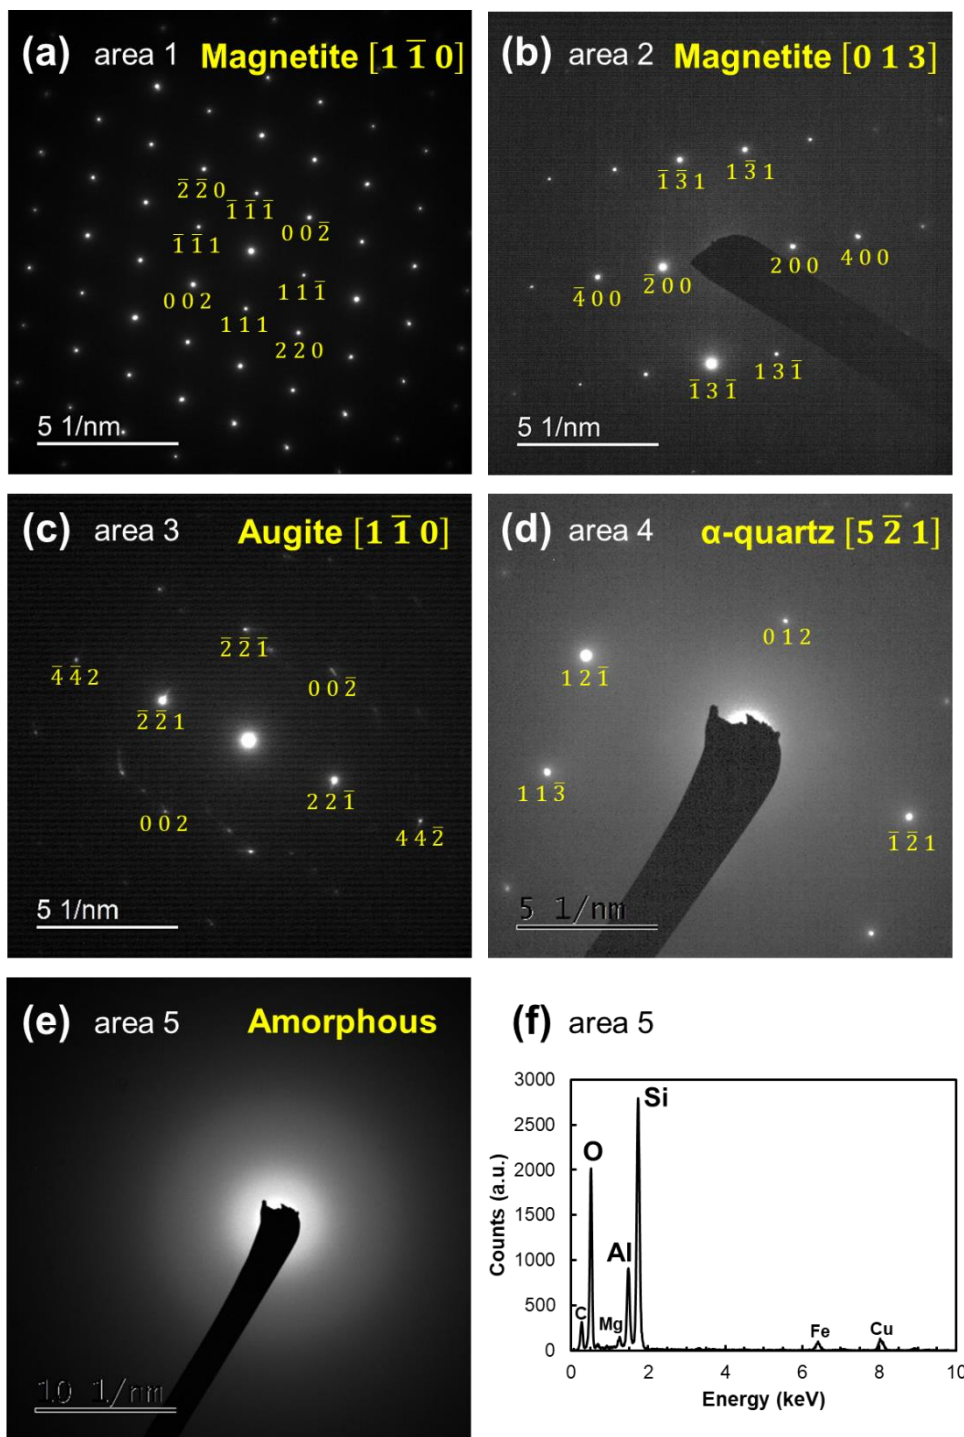 (a) area 1 Magnetite [1 1̅ 0]
2̅ 2̅ 0
1̅ 1̅ 1̅
0 0 2̅
1̅ 1̅ 1
1 1 1̅
0 0 2
1 1 1
2 2 0
5 1/nm
(b) area 2 Magnetite [0 1 3]
1̅ 3̅ 1
1 3̅ 1
2 0 0
4 0 0
4̅ 0 0
2̅ 0 0
1̅ 3 1̅
1 3 1̅
5 1/nm
(c) area 3 Augite [1 1̅ 0]
2̅ 2̅ 1̅
4̅ 4̅ 2
0 0 2̅
2̅ 2̅ 1
2 2 1̅
0 0 2
4 4 2̅
5 1/nm
(d) area 4 α-quartz [5 2̅ 1]
0 1 2
1 2 1̅
1 1 3̅
1̅ 2̅ 1
5 1/nm
(e) area 5 Amorphous
10 1/nm
(f) area 5
3000
2500
2000
1500
1000
500
0
Counts (a.u.)
C
O
Mg
Al
Si
Fe
Cu
0 2 4 6 8 10
Energy (keV)